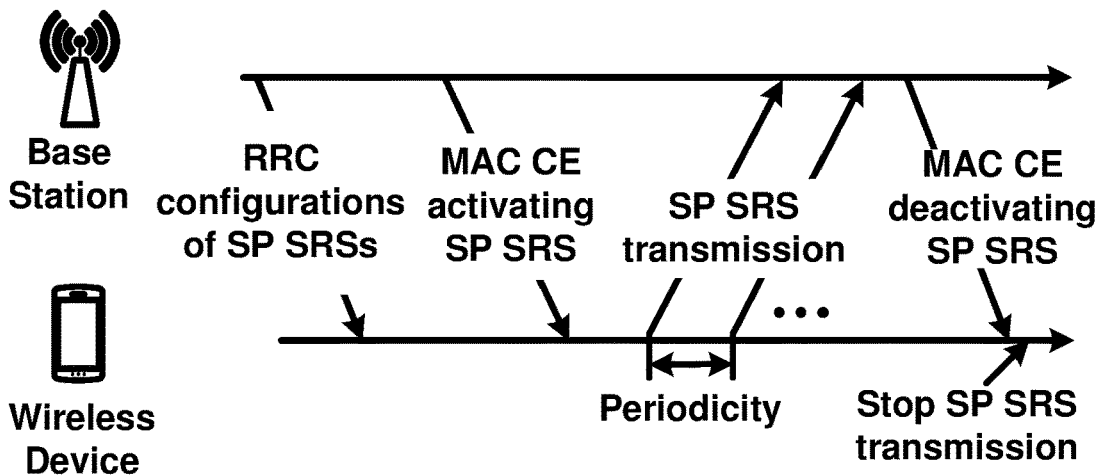 Base
Station
RRC
configurations
of SP SRSs
MAC CE
activating
SP SRS
SP SRS
transmission
MAC CE
deactivating
SP SRS
Wireless
Device
Periodicity
Stop SP SRS
transmission